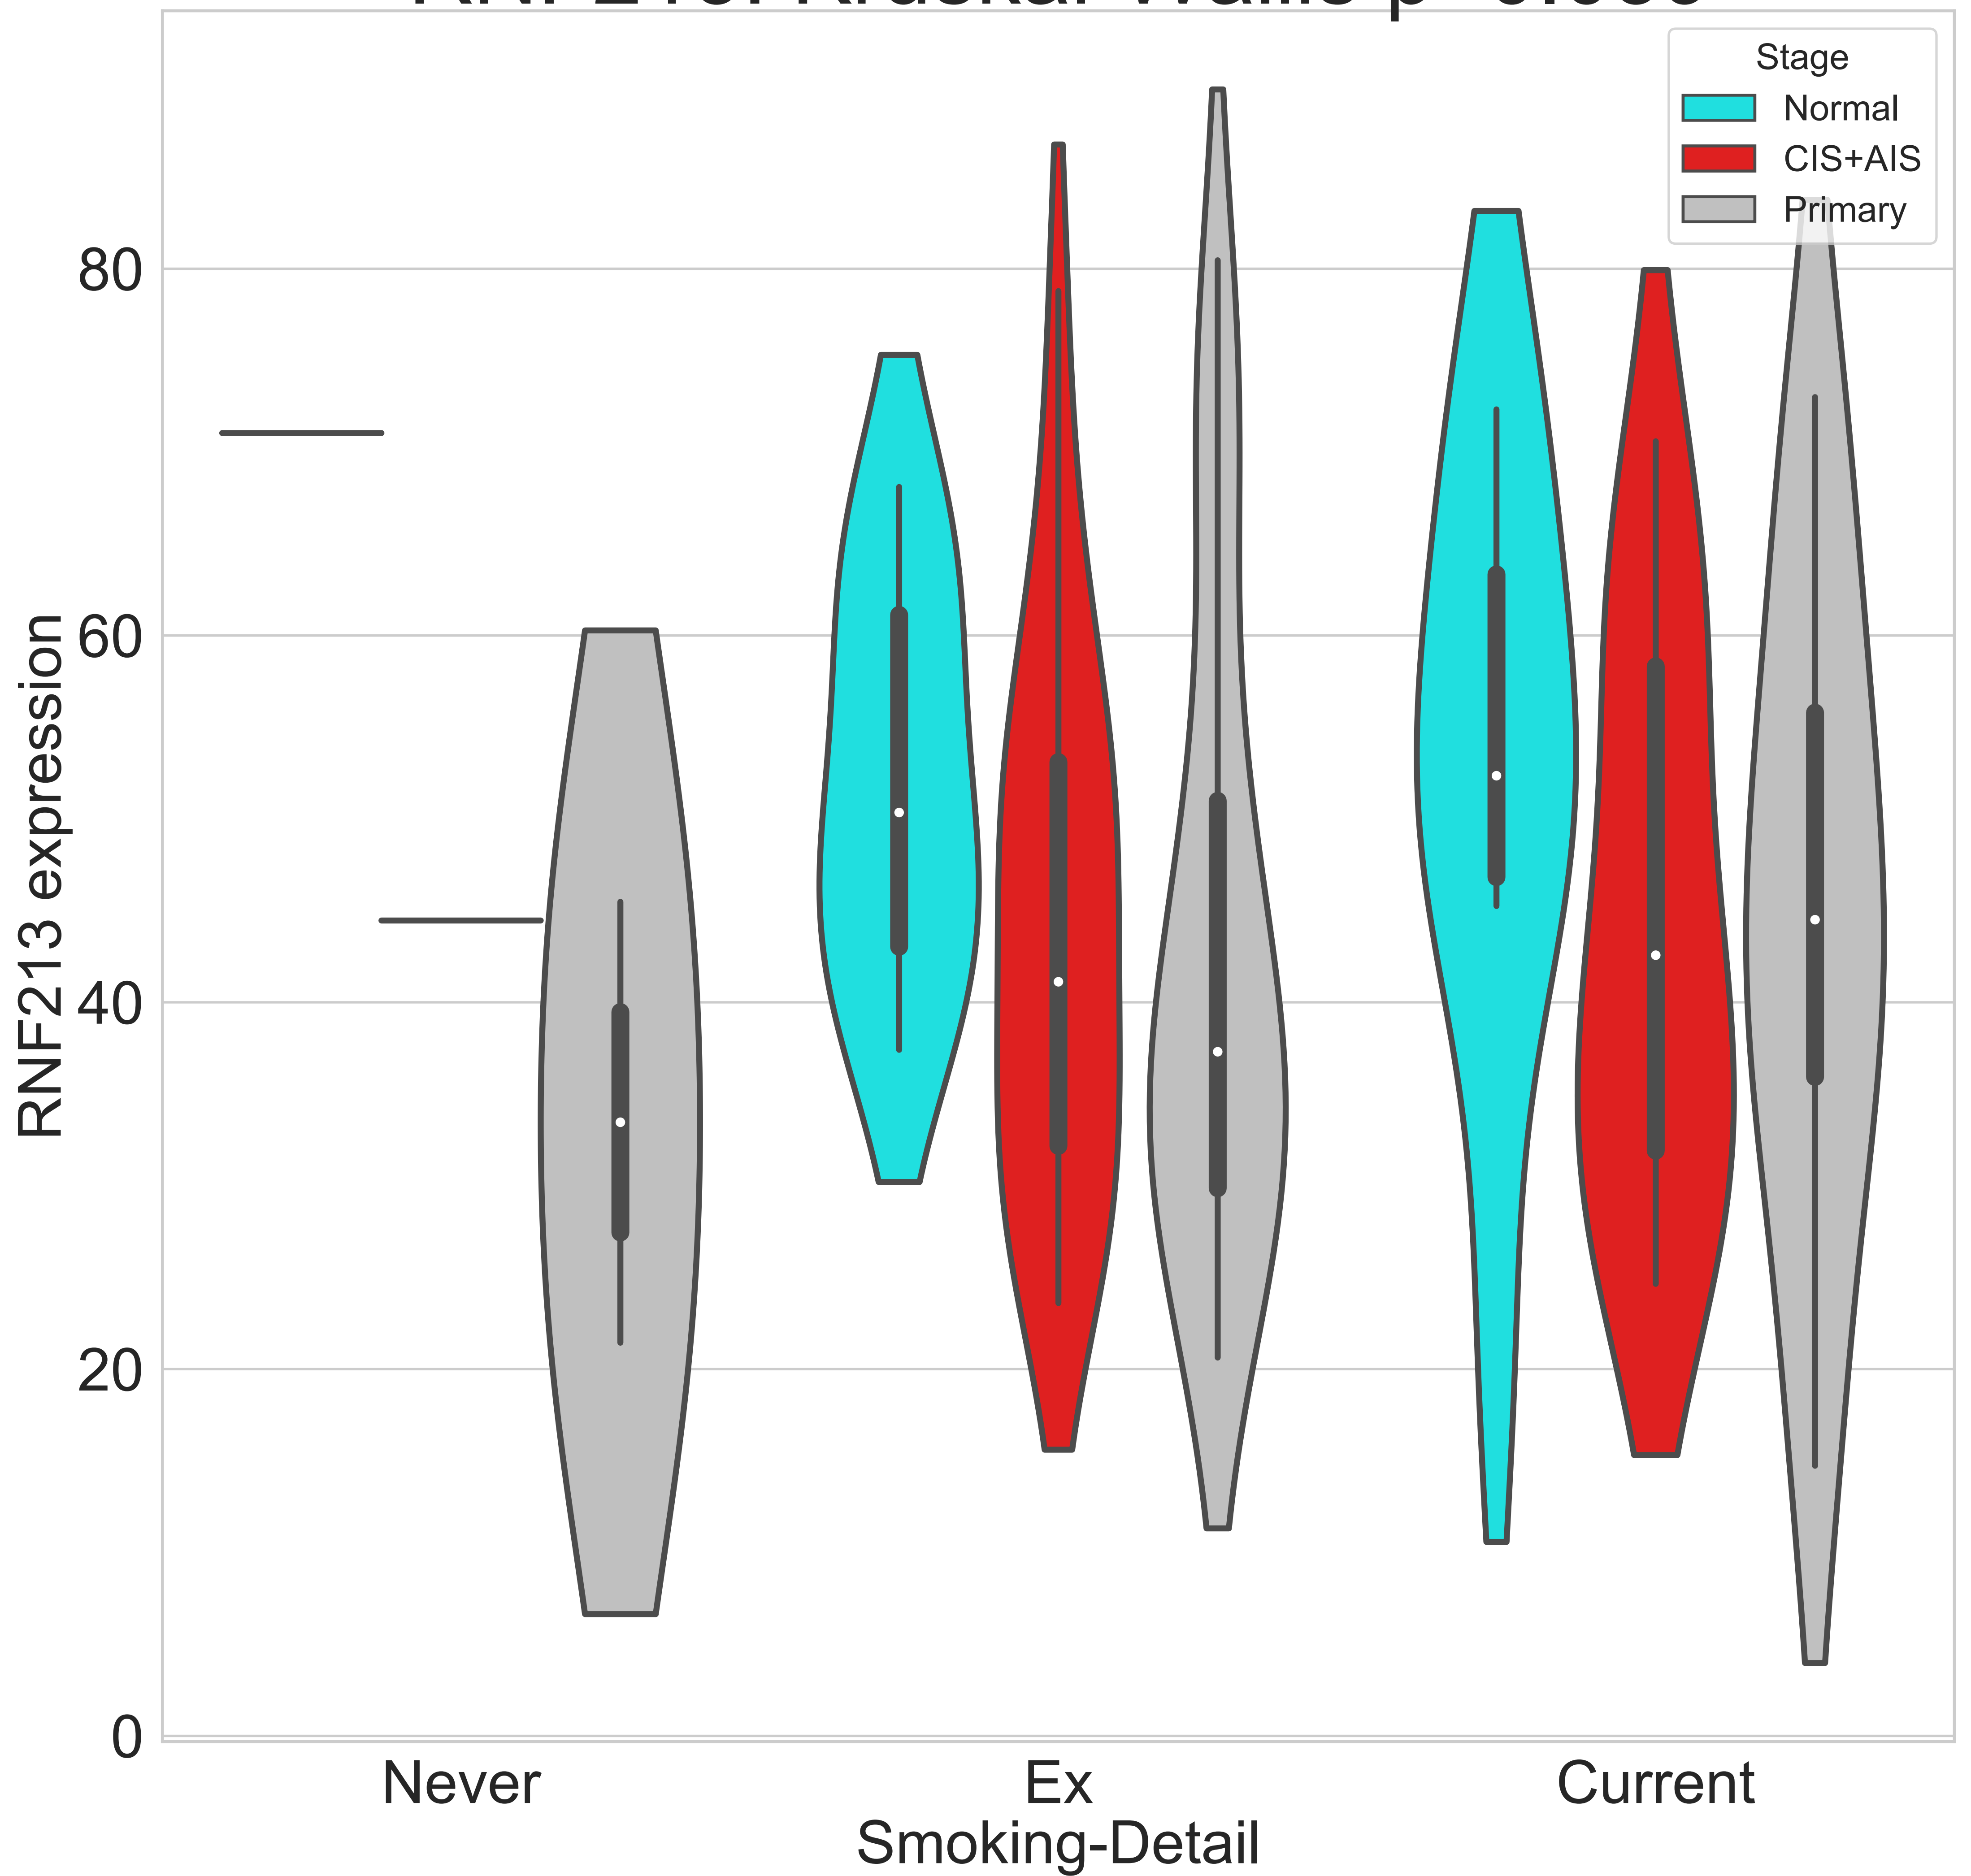 Stage
Normal
CIS+AIS
Primary
80
60
40
20
0
RNF213 expression
Never
Ex
Current
Smoking-Detail